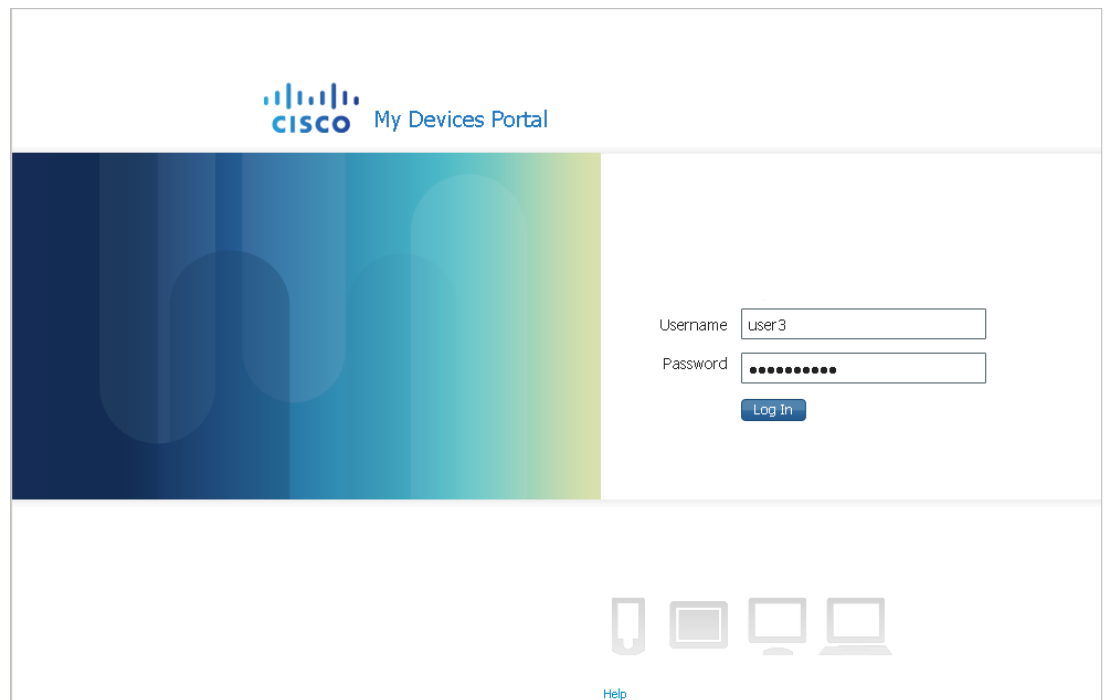 CISCO My Devices Portal
Username user3
Password ••••••••••
Log In
Help